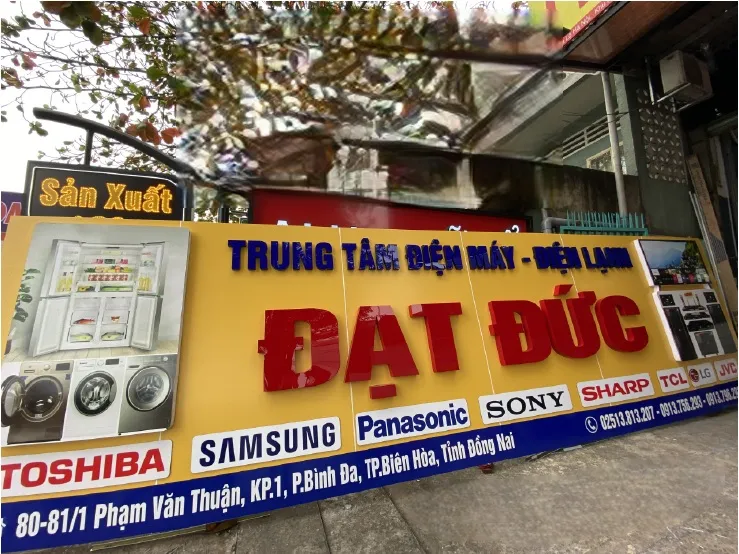 Sản Xuất
TRUNG TÂM ĐIỆN MÁY - ĐIỆN LẠNH
ĐẠT ĐỨC
TOSHIBA
SAMSUNG
Panasonic
SONY
SHARP
TCL
LG
JVC
02513.813.207 - 0913.756.293 -
80-81/1 Phạm Văn Thuận, KP.1, P.Bình Đa, TP.Biên Hòa, Tỉnh Đồng Nai